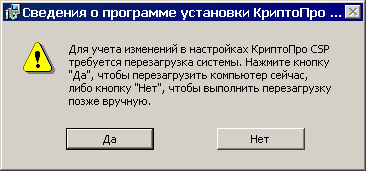 Сведения о программе установки КриптоПро ...
Для учета изменений в настройках КриптоПро CSP
требуется перезагрузка системы. Нажмите кнопку
"Да", чтобы перезагрузить компьютер сейчас,
либо кнопку "Нет", чтобы выполнить перезагрузку
позже вручную.
Да
Нет